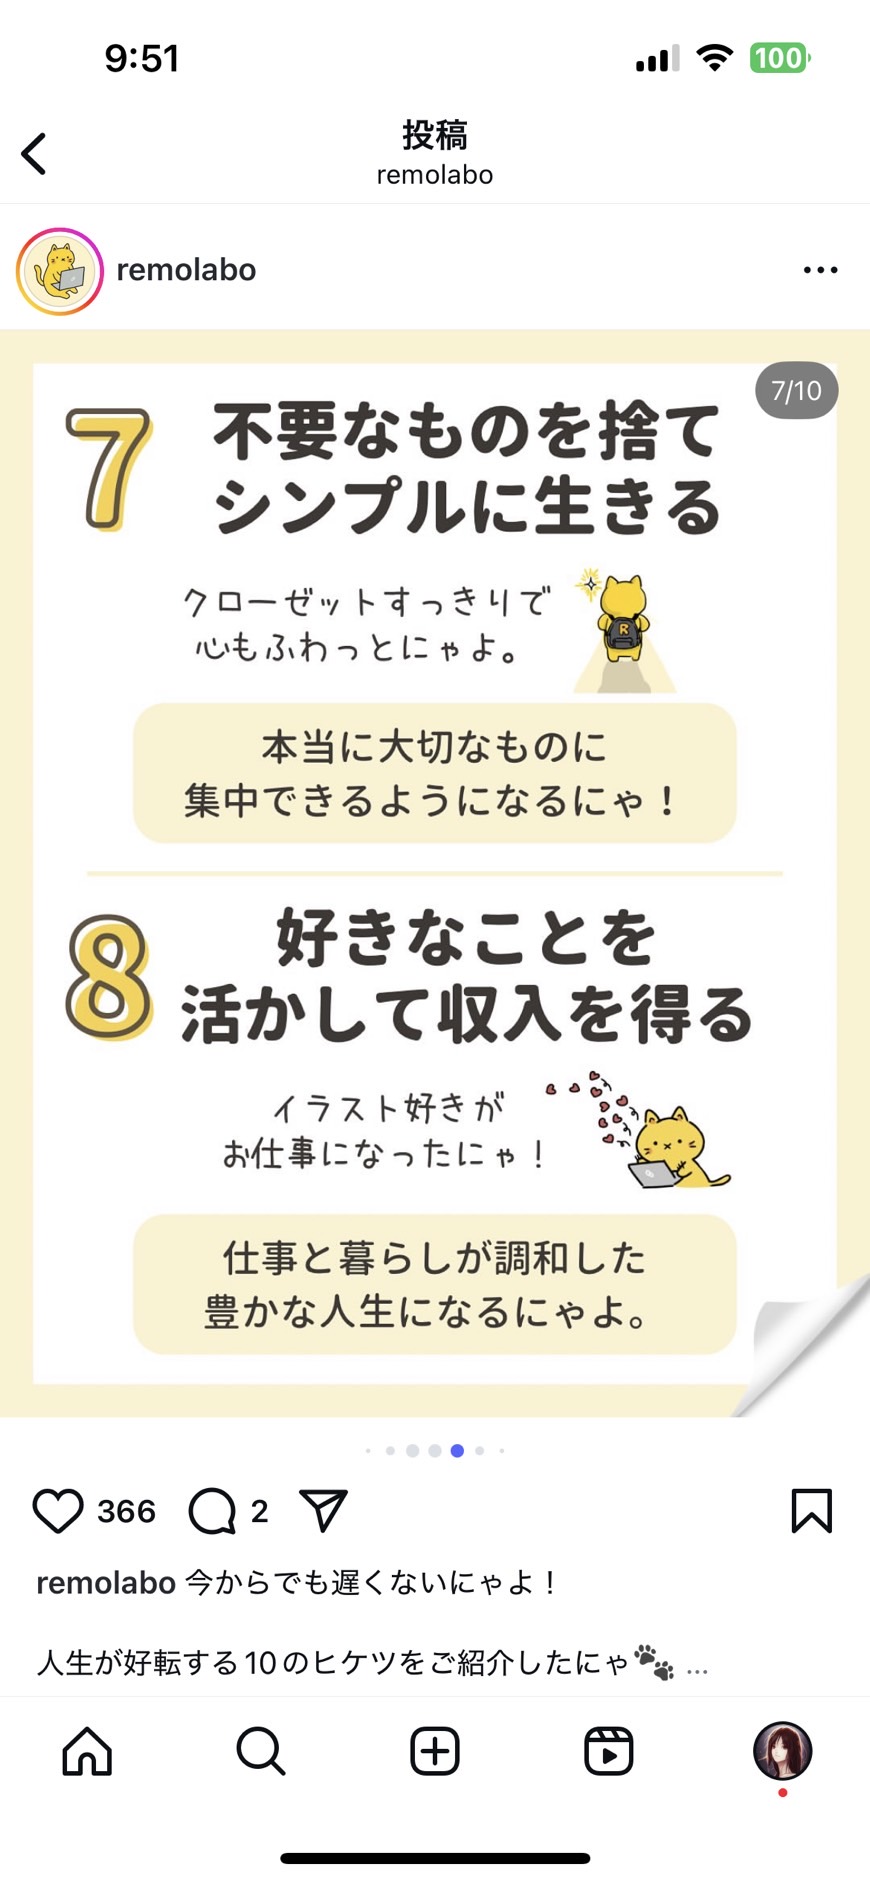 9:51
100
投稿
remolabo
remolabo
7/10
7
不要なものを捨て
シンプルに生きる
クローゼットすっきりで
心もふわっとにゃよ。
R
本当に大切なものに
集中できるようになるにゃ！
8
好きなことを
活かして収入を得る
イラスト好きが
お仕事になったにゃ！
仕事と暮らしが調和した
豊かな人生になるにゃよ。
366
2
remolabo 今からでも遅くないにゃよ！
人生が好転する10のヒケツをご紹介したにゃ🐾 ...